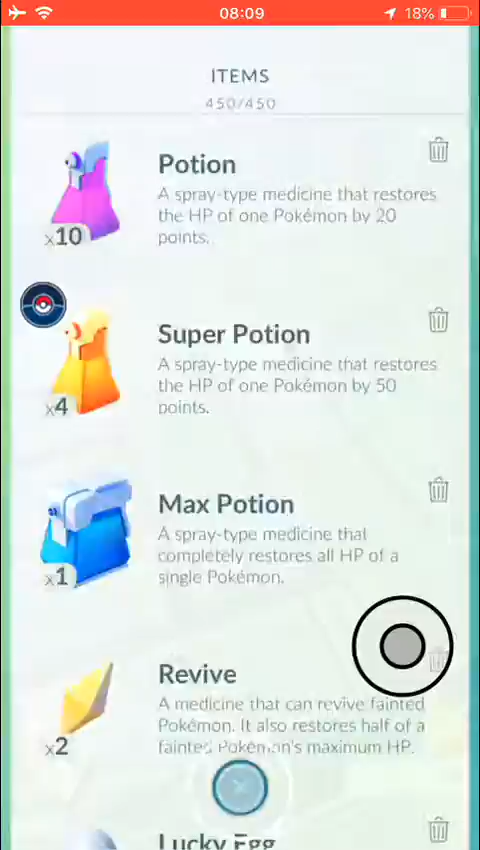 08:09
18%
ITEMS
450/450
Potion
A spray-type medicine that restores
the HP of one Pokémon by 20
points.
x10
Super Potion
A spray-type medicine that restores
the HP of one Pokémon by 50
points.
x4
Max Potion
A spray-type medicine that
completely restores all HP of a
single Pokémon.
x1
Revive
A medicine that can revive fainted
Pokémon. It also restores half of a
fainted Pokémon's maximum HP.
x2
Lucky Egg